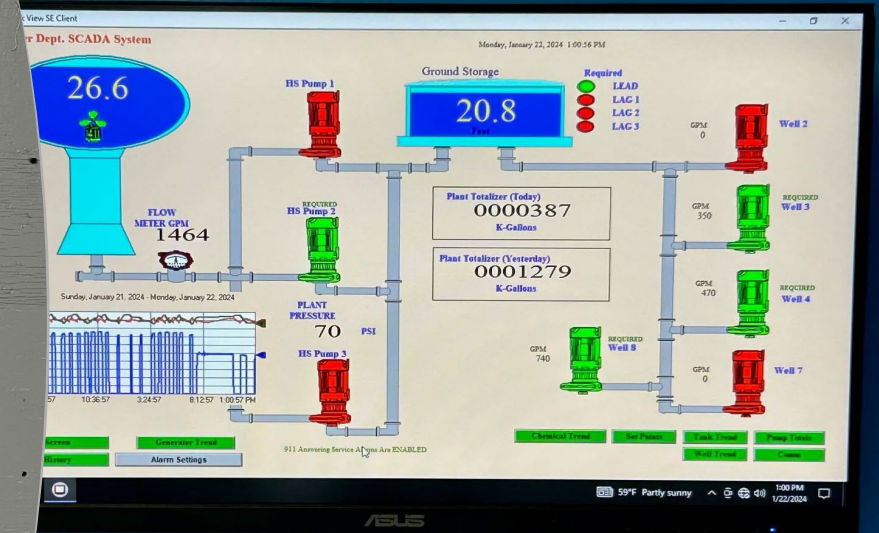 View SE Client
r Dept. SCADA System
Monday, January 22, 2024 1:00:56 PM
26.6
HS Pump 1
Ground Storage
20.8
Feet
Required
LEAD
LAG 1
LAG 2
LAG 3
GPM
0
Well 2
FLOW
METER GPM
1464
REQUIRED
HS Pump 2
Plant Totalizer (Today)
0000387
K-Gallons
GPM
350
REQUIRED
Well 3
Plant Totalizer (Yesterday)
0001279
K-Gallons
GPM
470
REQUIRED
Well 4
Sunday, January 21, 2024 - Monday, January 22, 2024
PLANT
PRESSURE
70 PSI
HS Pump 3
GPM
740
REQUIRED
Well 8
GPM
0
Well 7
57 10:36:57 3:24:57 8:12:57 1:00:57 PM
Screen
Generator Trend
History
Alarm Settings
911 Answering Service Alarms Are ENABLED
Chemical Trend
Set Points
Tank Trend
Pump Totals
Well Trend
Comm
59°F Partly sunny
1:00 PM
1/22/2024
ASUS